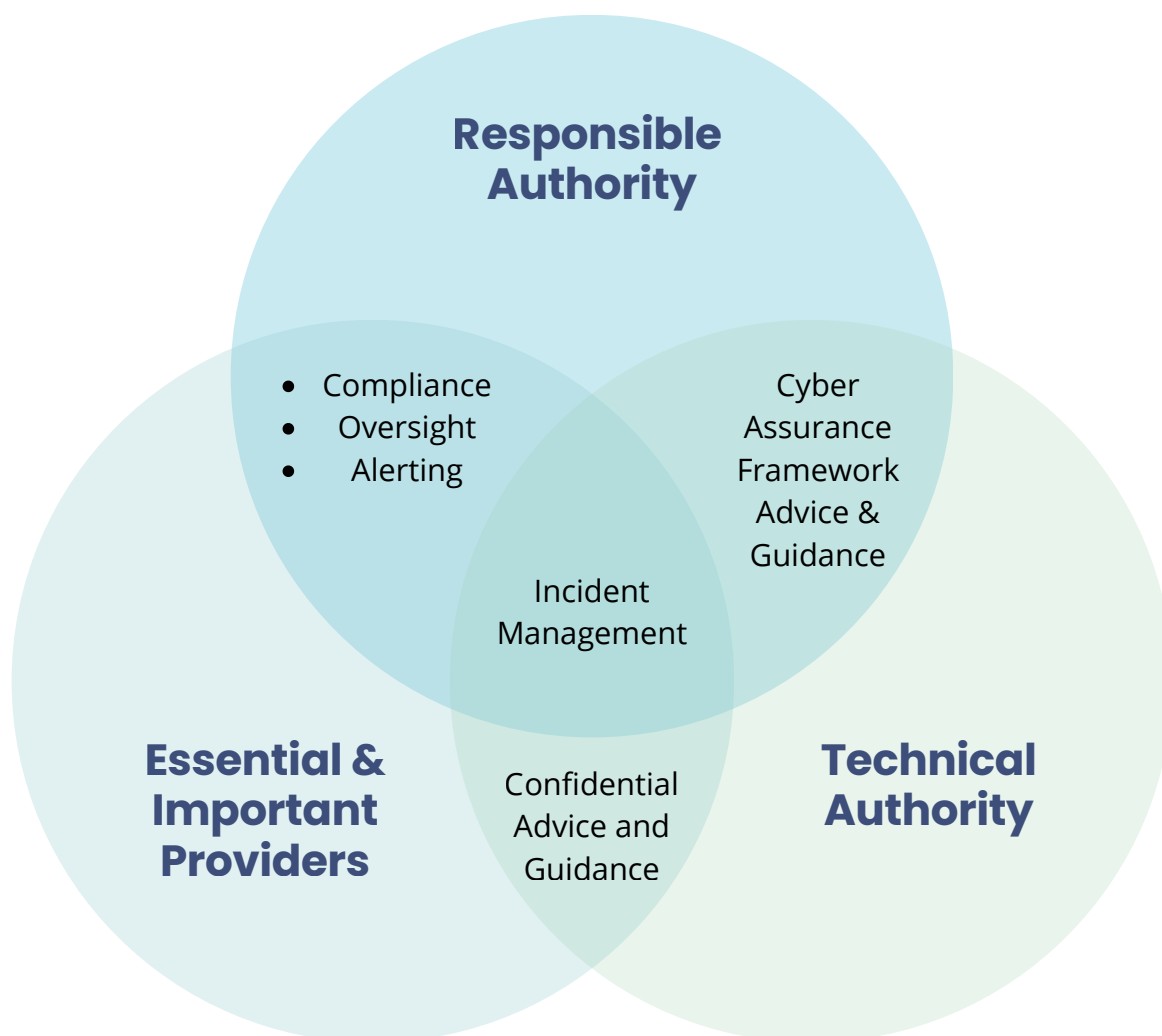 Responsible
Authority
• Compliance
• Oversight
• Alerting
Cyber
Assurance
Framework
Advice &
Guidance
Incident
Management
Essential &
Important
Providers
Confidential
Advice and
Guidance
Technical
Authority